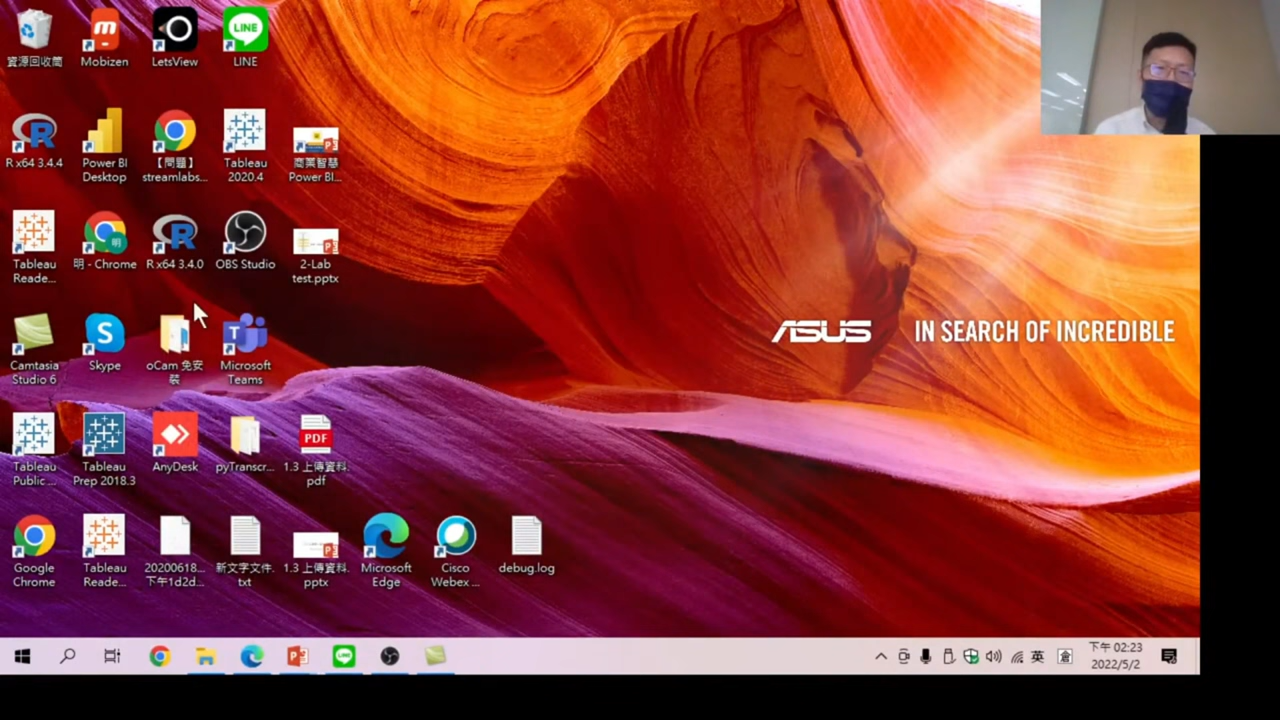 資源回收筒
Mobizen
LetsView
LINE
R x64 3.4.4
Power BI
Desktop
【問題】
streamlabs...
Tableau
2020.4
商業智慧
Power BI...
Tableau
Reade...
明 - Chrome
R x64 3.4.0
OBS Studio
2-Lab
test.pptx
ASUS IN SEARCH OF INCREDIBLE
Camtasia
Studio 6
Skype
oCam 免安
裝
Microsoft
Teams
Tableau
Public ...
Tableau
Prep 2018.3
AnyDesk
pyTranscr...
PDF
1.3 上傳資料.
pdf
Google
Chrome
Tableau
Reade...
20200618...
下午1d2d...
新文字文件.
txt
1.3 上傳資料.
pptx
Microsoft
Edge
Cisco
Webex ...
debug.log
英
倉
下午 02:23
2022/5/2